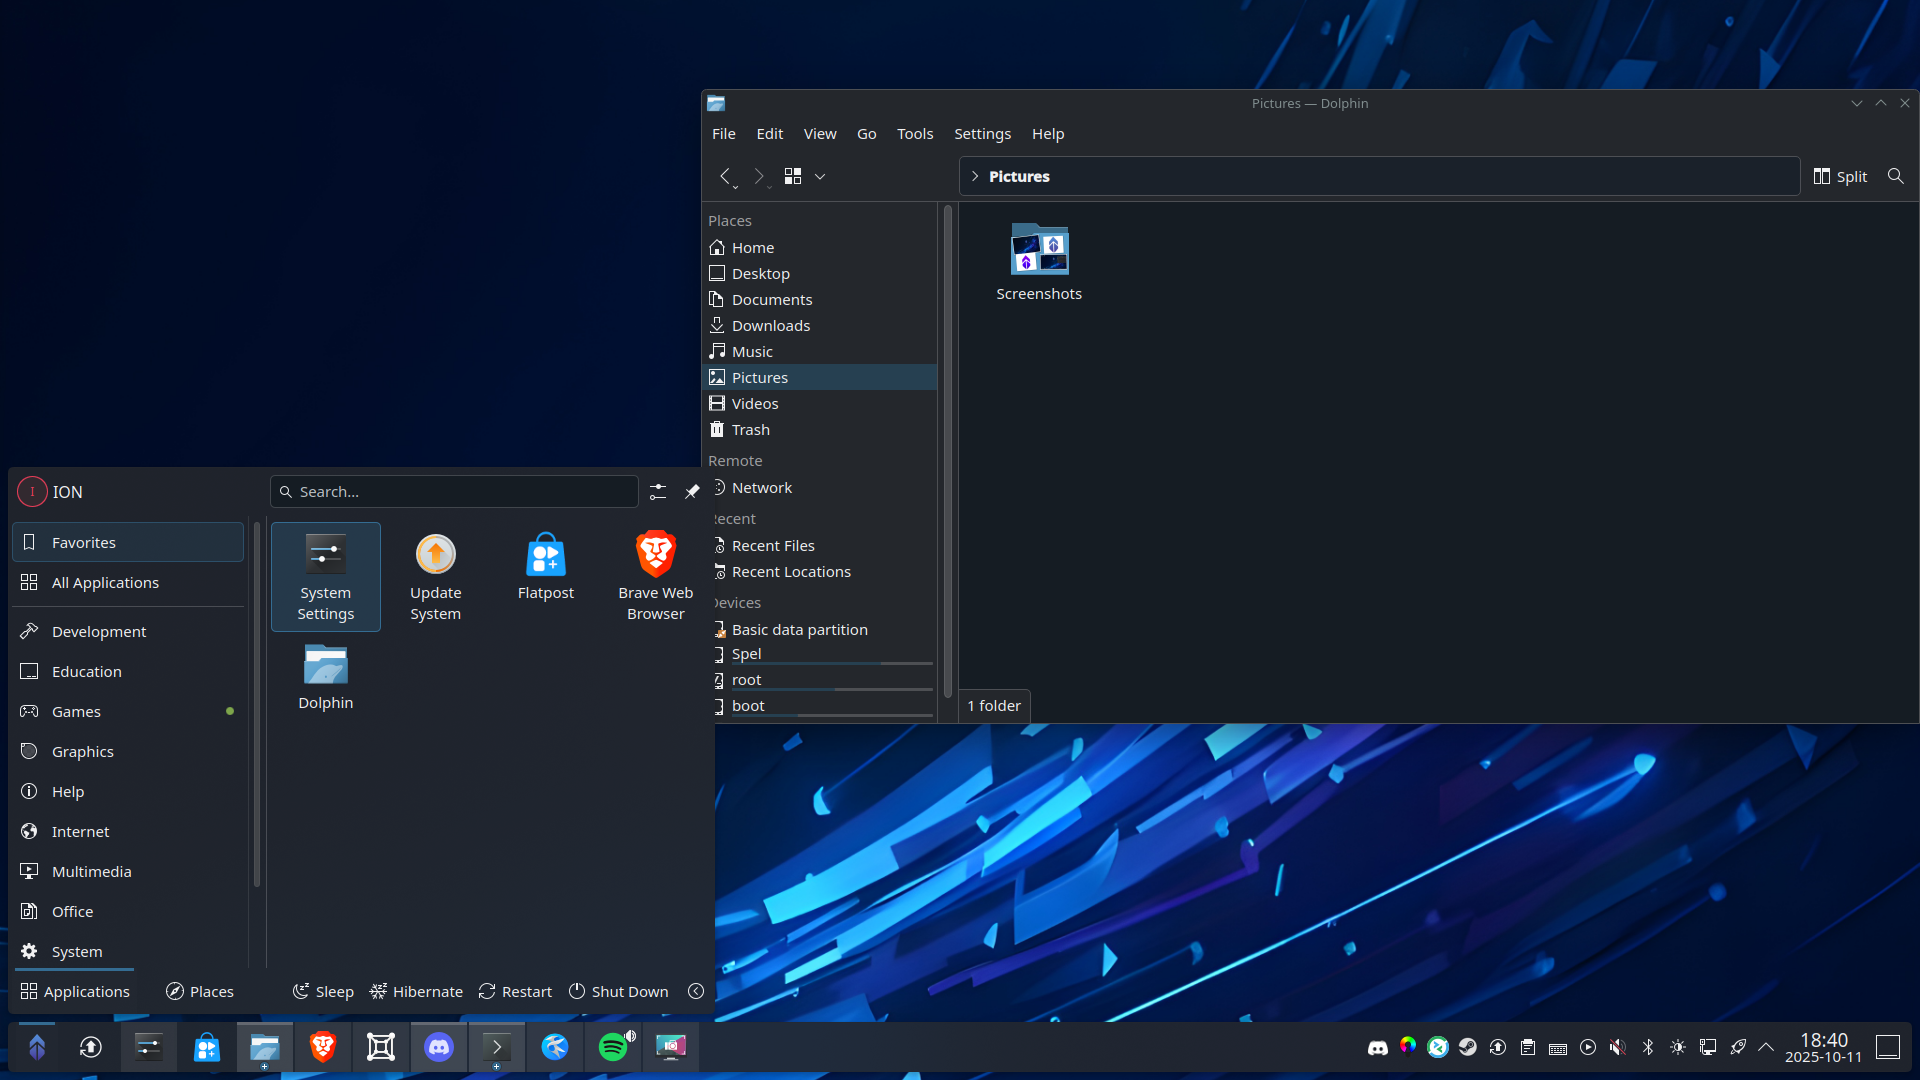 Pictures — Dolphin
File Edit View Go Tools Settings Help
Pictures
Split
Places
Home
Desktop
Documents
Downloads
Music
Pictures
Videos
Trash
Remote
Network
Recent Files
Recent Locations
Basic data partition
Spel
root
boot
Screenshots
1 folder
I ION
Search...
Favorites
All Applications
Development
Education
Games
Graphics
Help
Internet
Multimedia
Office
System
System
Settings
Update
System
Flatpost
Brave Web
Browser
Dolphin
Applications Places Sleep Hibernate Restart Shut Down
18:40
2025-10-11